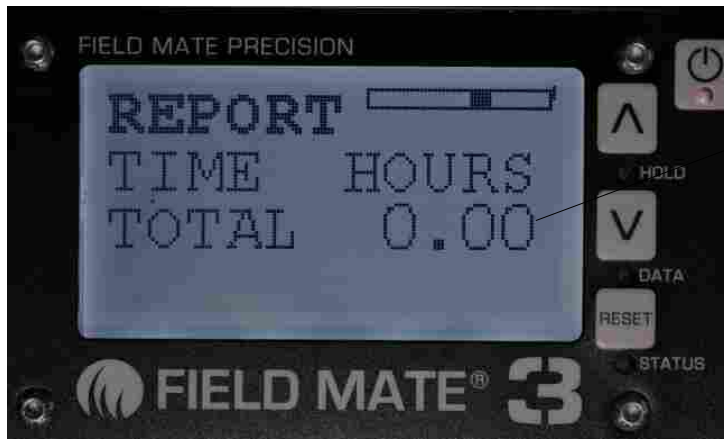 FIELD MATE PRECISION
REPORT
TIME HOURS
TOTAL 0.00
HOLD
DATA
RESET
STATUS
FIELD MATE® 3